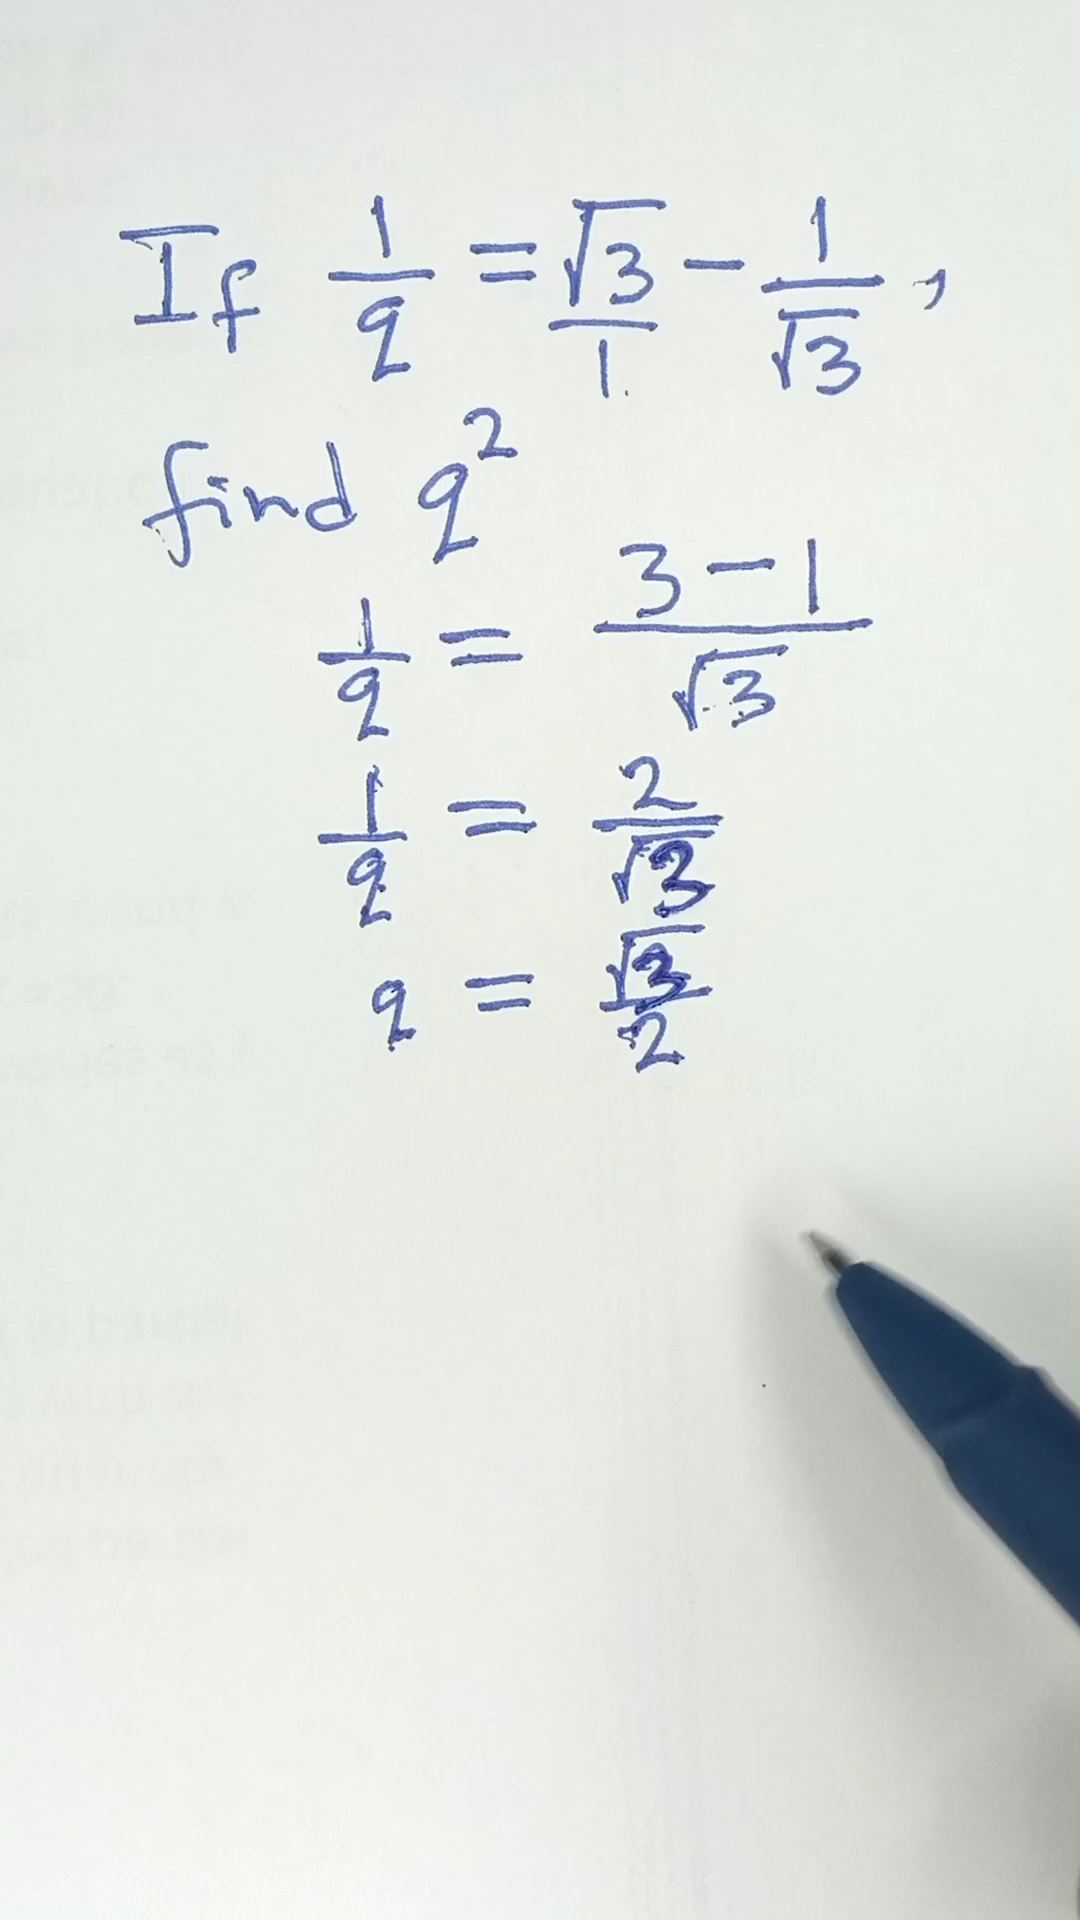 If 1/q = √3/1 - 1/√3,
find q²
1/q = (3-1)/√3
1/q = 2/√3
q = √3/2